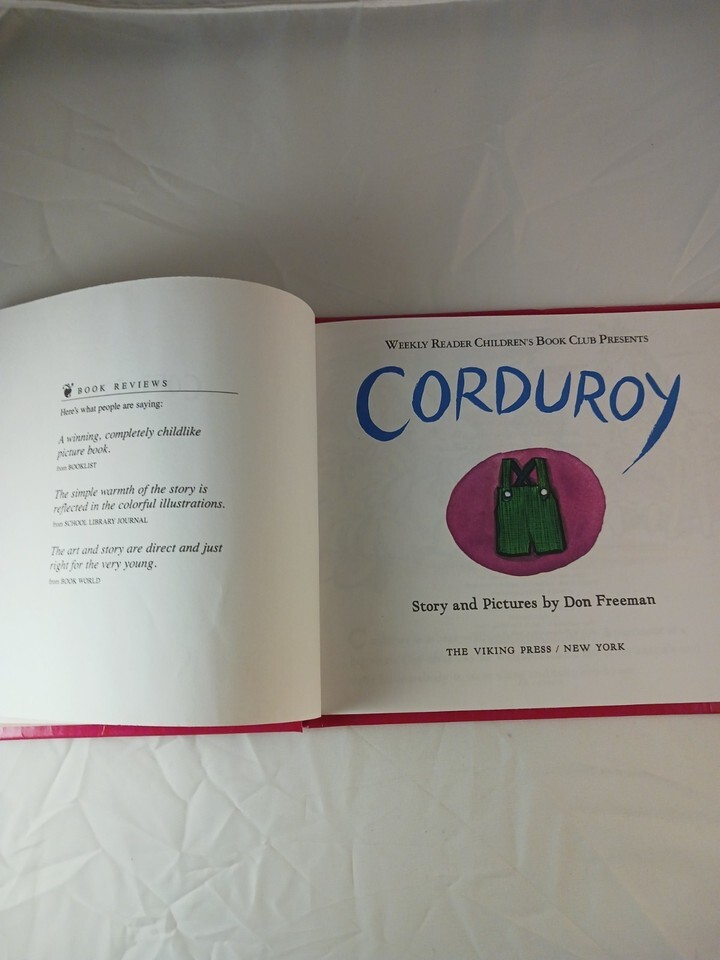 BOOK REVIEWS
Here's what people are saying:
A winning, completely childlike
picture book.
from BOOKLIST
The simple warmth of the story is
reflected in the colorful illustrations.
from SCHOOL LIBRARY JOURNAL
The art and story are direct and just
right for the very young.
from BOOK WORLD
WEEKLY READER CHILDREN'S BOOK CLUB PRESENTS
CORDUROY
Story and Pictures by Don Freeman
THE VIKING PRESS / NEW YORK